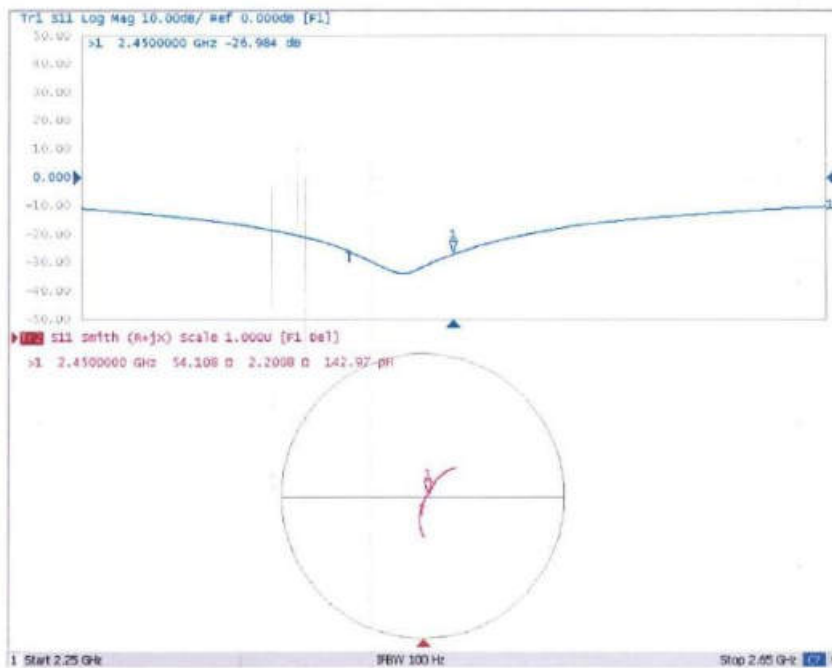 Tr1 S11 Log Mag 10.00dB/ Ref 0.000dB [F1]
50.00
>1 2.4500000 GHz -26.984 dB
40.00
30.00
20.00
10.00
0.000
-10.00
-20.00
1
-30.00
-40.00
-50.00
Tr2 S11 Smith (R+jX) Scale 1.000U [F1 Del]
>1 2.4500000 GHz 54.108 Ω 2.2008 Ω 142.97 pH
1
1 Start 2.25 GHz IFBW 100 Hz Stop 2.65 GHz